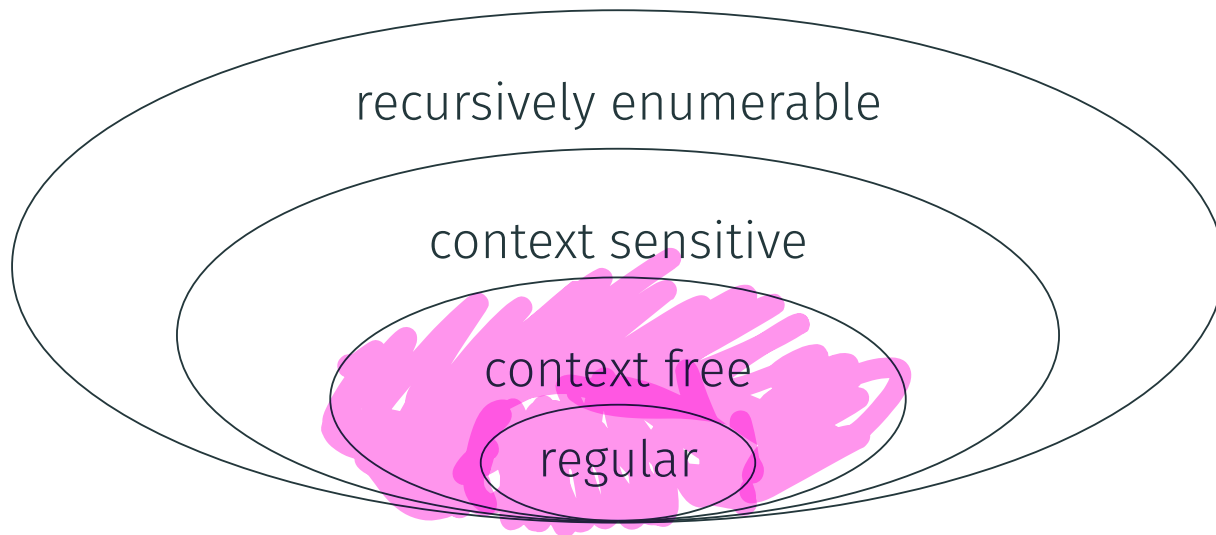 recursively enumerable
context sensitive
context free
regular